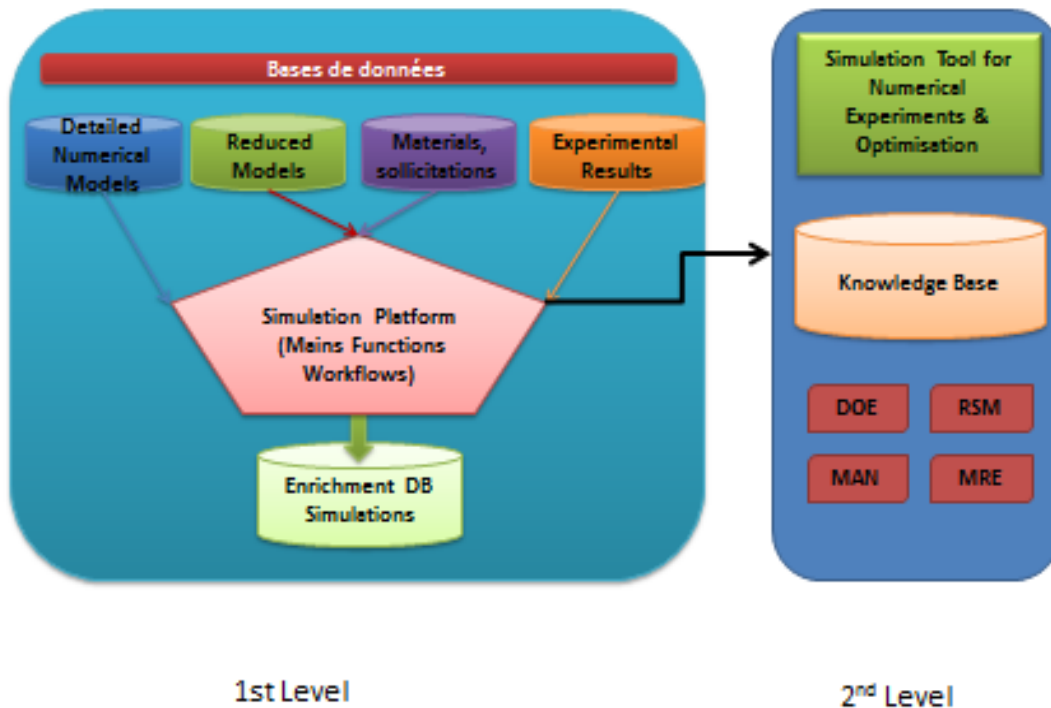 Bases de données
Detailed
Numerical
Models
Reduced
Models
Materials,
sollicitations
Experimental
Results
Simulation Platform
(Mains Functions
Workflows)
Enrichment DB
Simulations
1st Level
Simulation Tool for
Numerical
Experiments &
Optimisation
Knowledge Base
DOE
RSM
MAN
MRE
2nd Level